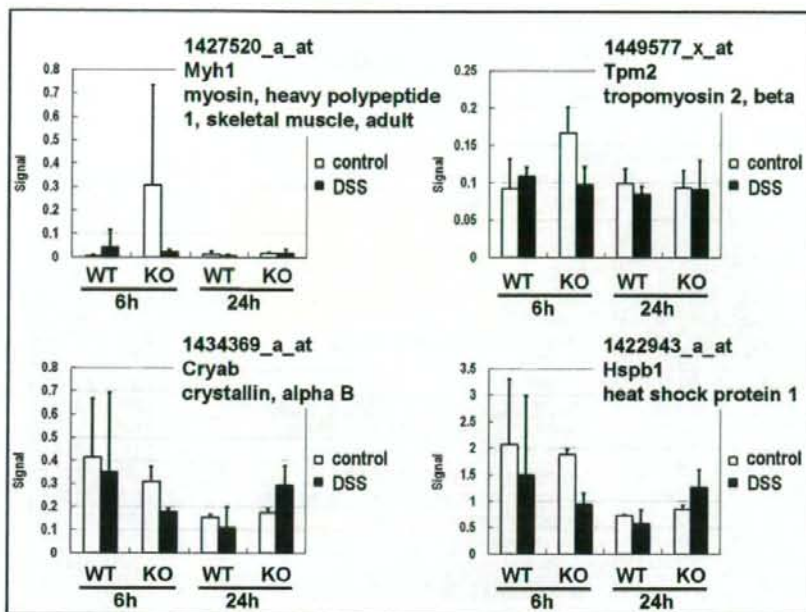 1427520_a_at
Myh1
myosin, heavy polypeptide
1, skeletal muscle, adult
0.8
0.7
0.6
0.5
0.4
0.3
0.2
0.1
0
Signal
control
DSS
WT KO WT KO
6h 24h
1449577_x_at
Tpm2
tropomyosin 2, beta
0.25
0.2
0.15
0.1
0.05
0
Signal
control
DSS
WT KO WT KO
6h 24h
1434369_a_at
Cryab
crystallin, alpha B
0.8
0.7
0.6
0.5
0.4
0.3
0.2
0.1
0
Signal
control
DSS
WT KO WT KO
6h 24h
1422943_a_at
Hspb1
heat shock protein 1
3.5
3
2.5
2
1.5
1
0.5
0
Signal
control
DSS
WT KO WT KO
6h 24h